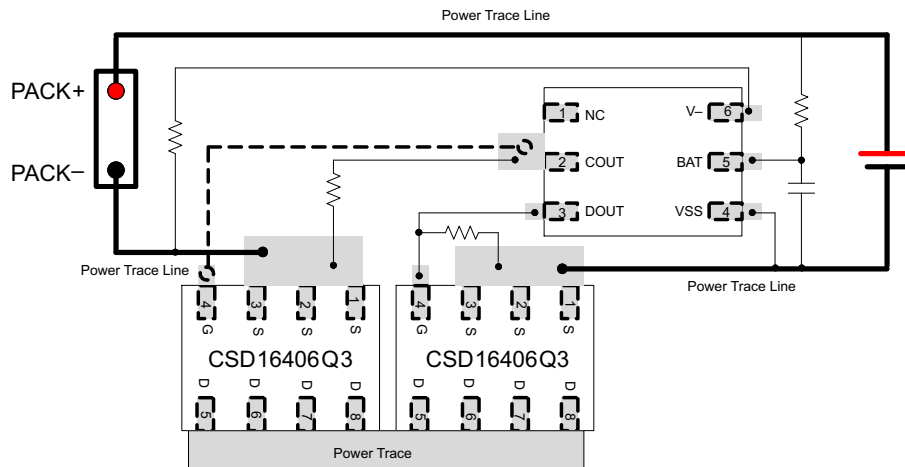 Power Trace Line
PACK+
PACK–
1 NC
2 COUT
3 DOUT
V– 6
BAT 5
VSS 4
Power Trace Line
Power Trace Line
4 3 2 1
G S S S
CSD16406Q3
D D D D
5 6 7 8
4 3 2 1
G S S S
CSD16406Q3
D D D D
5 6 7 8
Power Trace